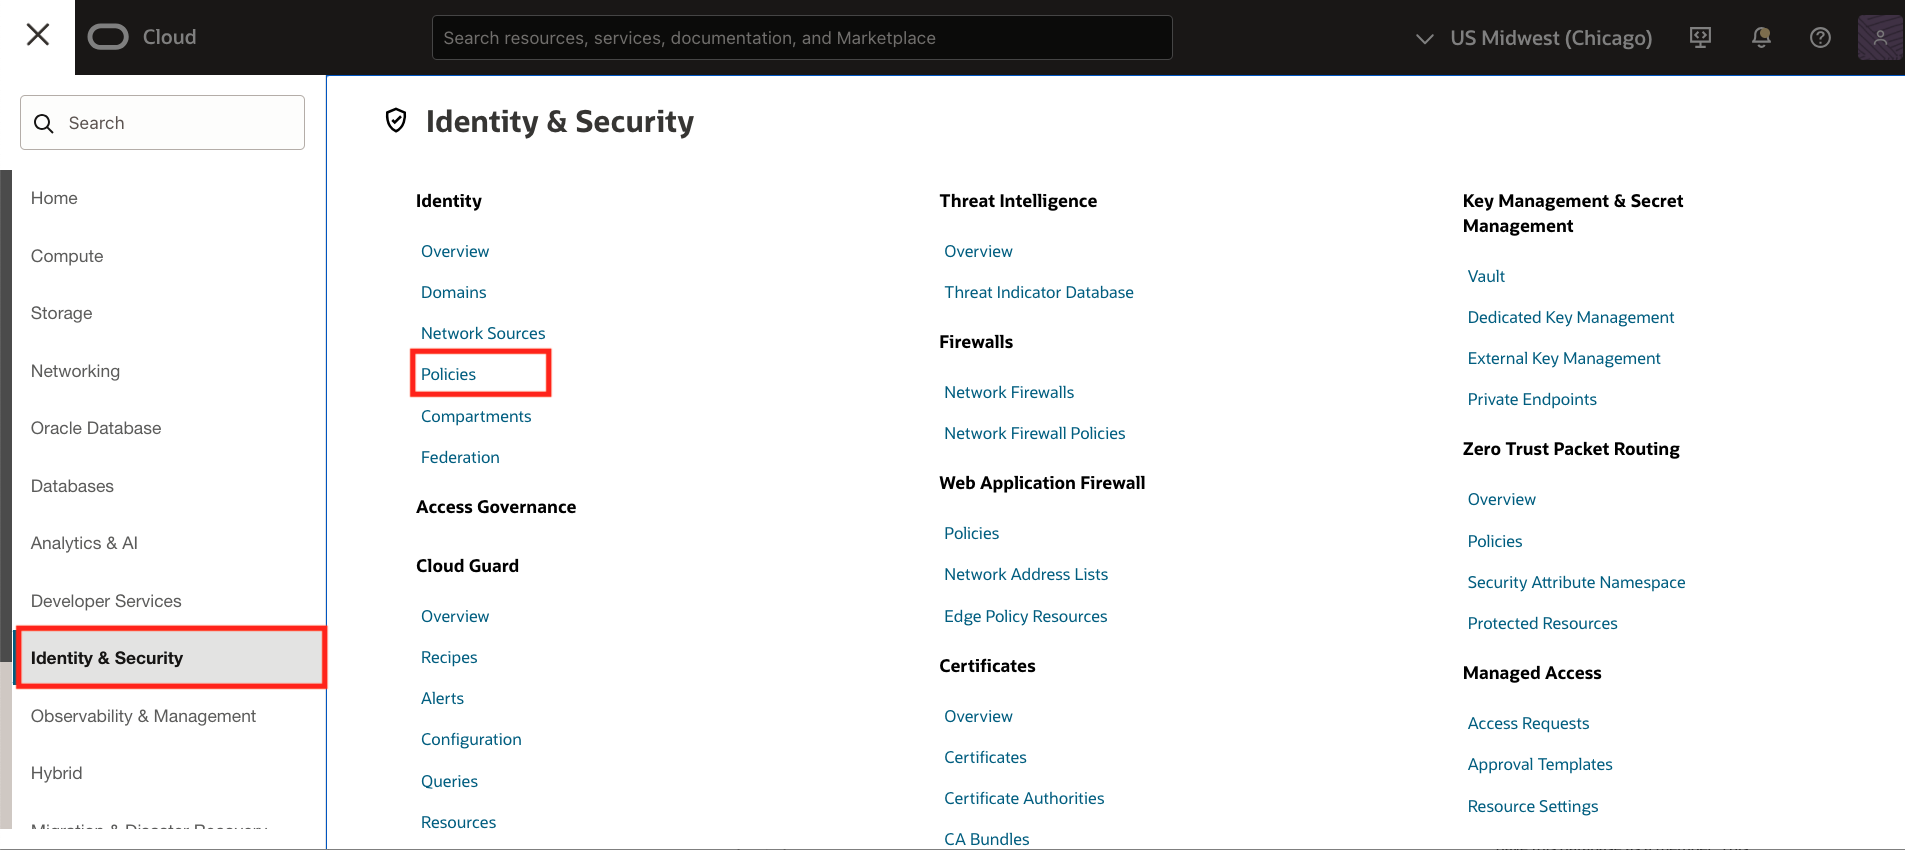 Cloud
Search resources, services, documentation, and Marketplace
US Midwest (Chicago)
Search
Home
Compute
Storage
Networking
Oracle Database
Databases
Analytics & AI
Developer Services
Identity & Security
Observability & Management
Hybrid
Migration & Disaster Recovery
Identity & Security
Identity
Overview
Domains
Network Sources
Policies
Compartments
Federation
Access Governance
Cloud Guard
Overview
Recipes
Alerts
Configuration
Queries
Resources
Threat Intelligence
Overview
Threat Indicator Database
Firewalls
Network Firewalls
Network Firewall Policies
Web Application Firewall
Policies
Network Address Lists
Edge Policy Resources
Certificates
Overview
Certificates
Certificate Authorities
CA Bundles
Key Management & Secret
Management
Vault
Dedicated Key Management
External Key Management
Private Endpoints
Zero Trust Packet Routing
Overview
Policies
Security Attribute Namespace
Protected Resources
Managed Access
Access Requests
Approval Templates
Resource Settings